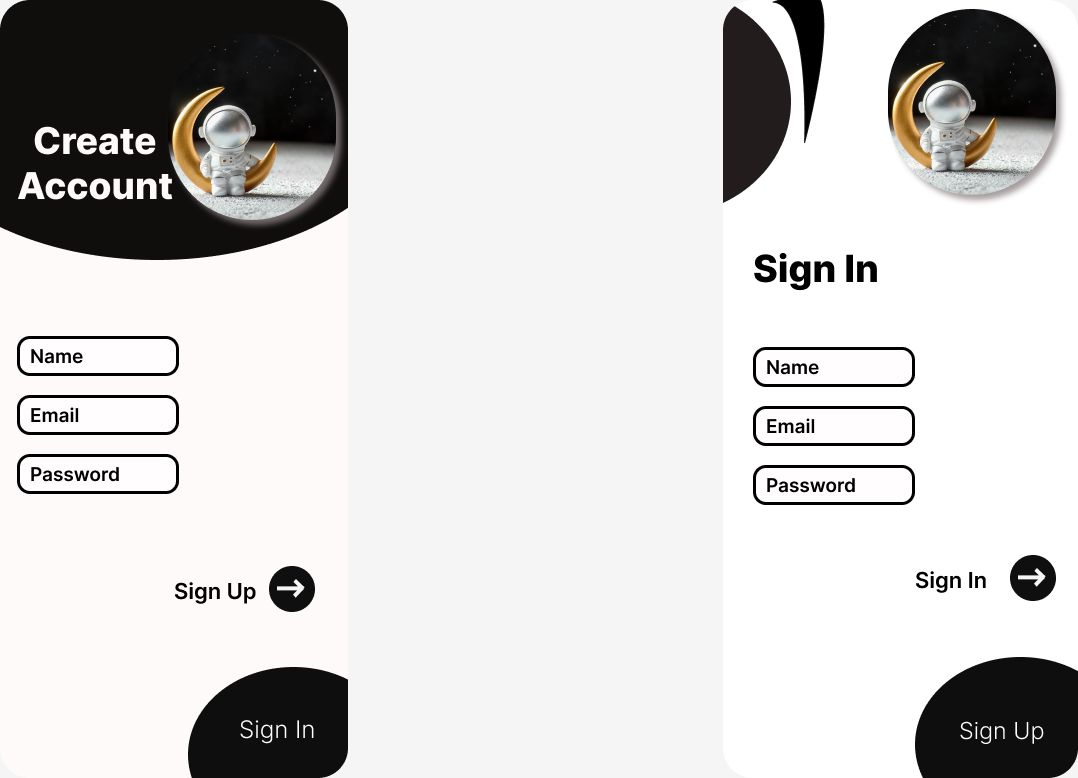 Create
Account
Name
Email
Password
Sign Up
Sign In
Sign In
Name
Email
Password
Sign In
Sign Up